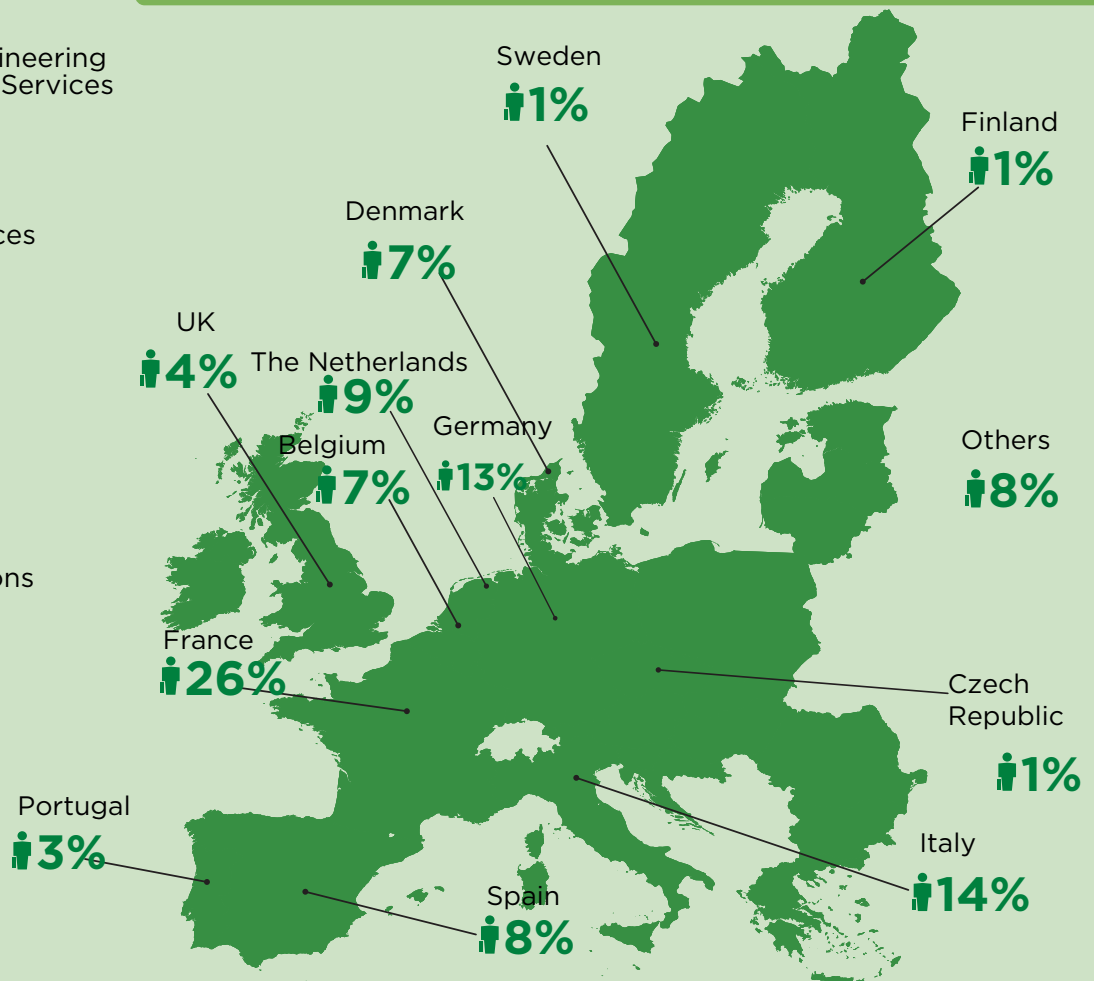 ineering
Services
ces
ons
Sweden
1%
Finland
1%
Denmark
7%
UK
4%
The Netherlands
9%
Germany
13%
Belgium
7%
Others
8%
France
26%
Czech
Republic
1%
Portugal
3%
Italy
14%
Spain
8%